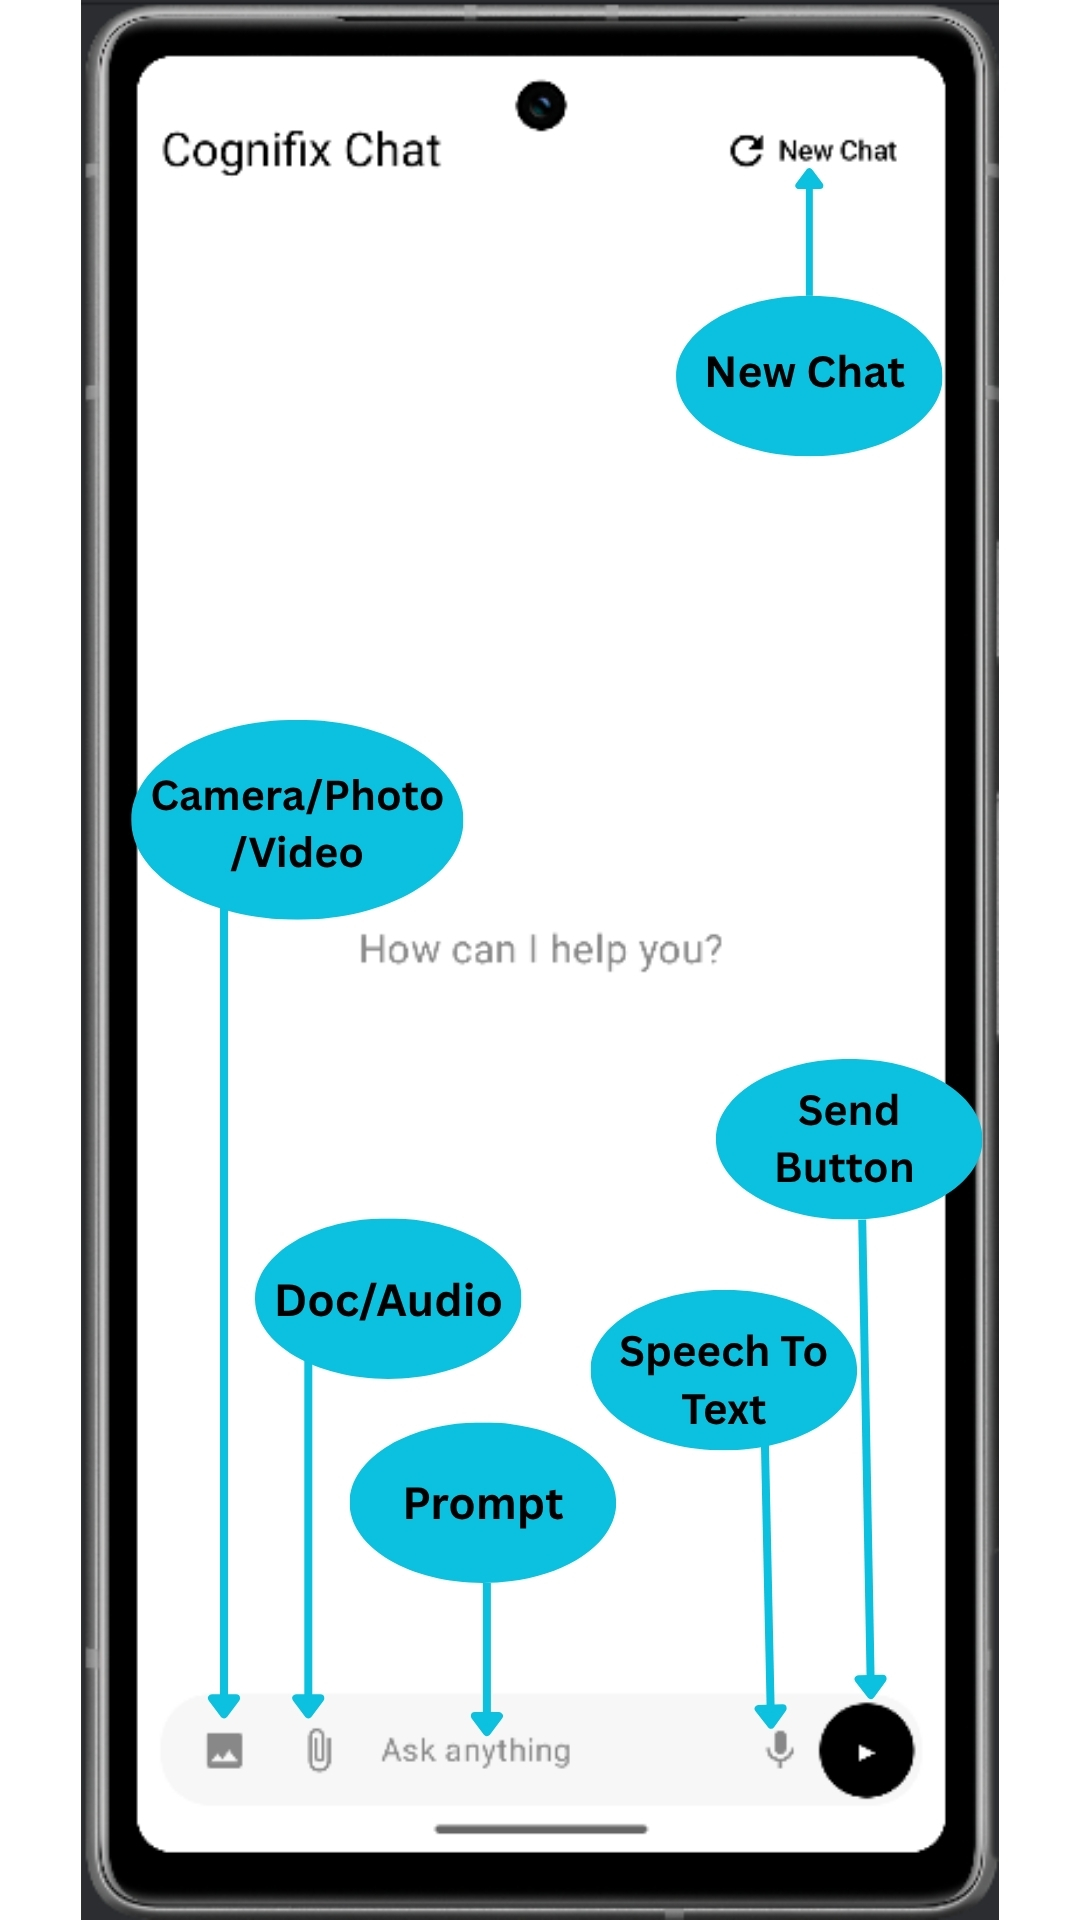 Cognifix Chat
New Chat
New Chat
Camera/Photo
/Video
How can I help you?
Send
Button
Doc/Audio
Speech To
Text
Prompt
Ask anything